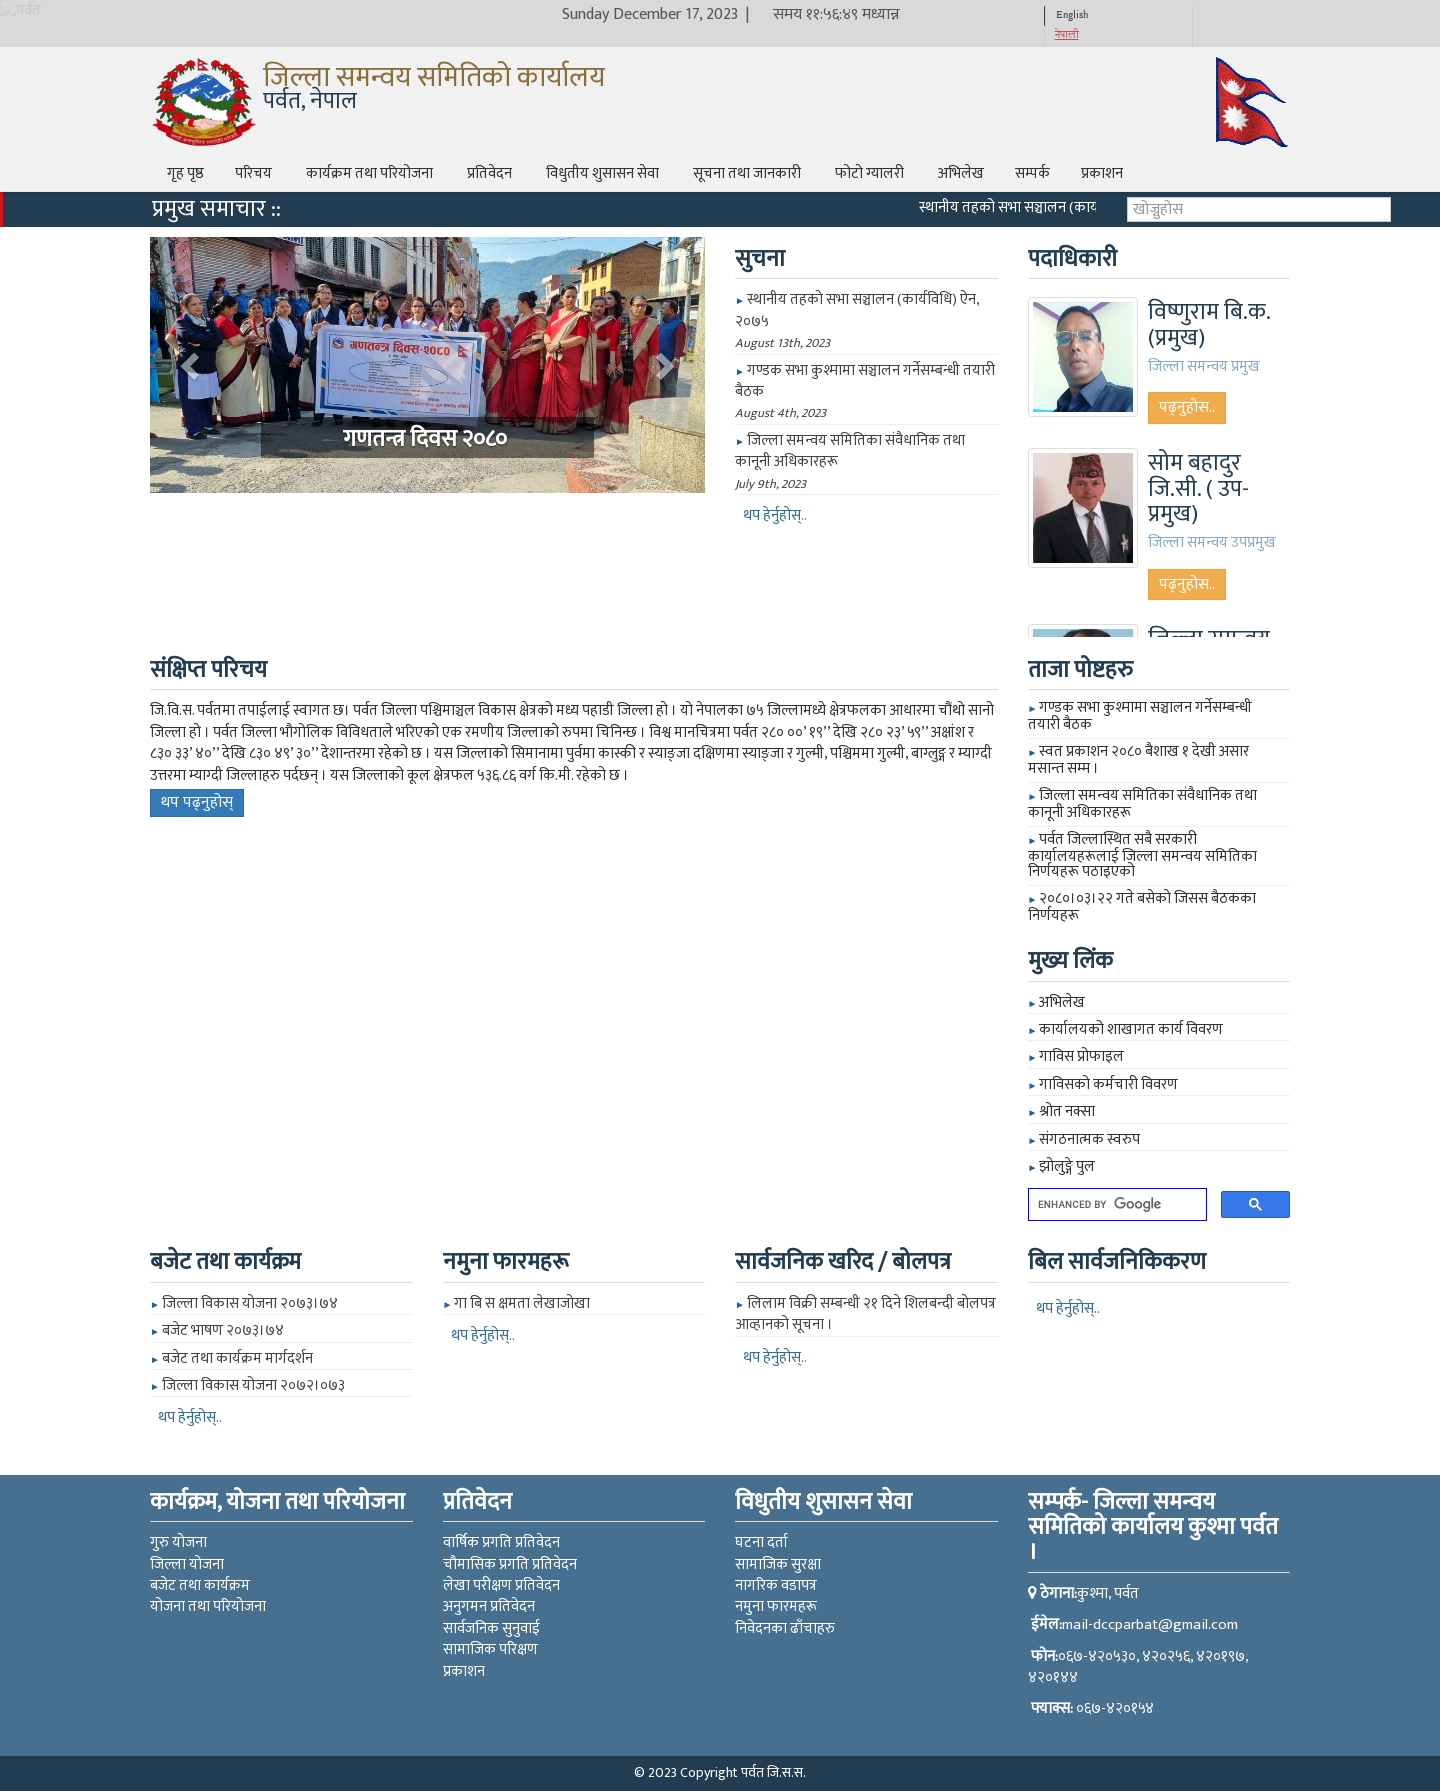 पर्वत
Sunday December 17, 2023 | समय ११:५६:४९ मध्यान्न
English
नेपाली
जिल्ला समन्वय समितिको कार्यालय
पर्वत, नेपाल
गृह पृष्ठ परिचय कार्यक्रम तथा परियोजना प्रतिवेदन विधुतीय शुसासन सेवा सूचना तथा जानकारी फोटो ग्यालरी अभिलेख सम्पर्क प्रकाशन
प्रमुख समाचार :: स्थानीय तहको सभा सञ्चालन (काय खोज्नुहोस
गणतन्त्र दिवस-२०८०
गणतन्त्र दिवस २०८०
सुचना
► स्थानीय तहको सभा सञ्चालन (कार्यविधि) ऐन,
२०७५
August 13th, 2023
► गण्डक सभा कुश्मामा सञ्चालन गर्नेसम्बन्धी तयारी
बैठक
August 4th, 2023
► जिल्ला समन्वय समितिका संवैधानिक तथा
कानूनी अधिकारहरू
July 9th, 2023
थप हेर्नुहोस्..
पदाधिकारी
विष्णुराम बि.क.
(प्रमुख)
जिल्ला समन्वय प्रमुख
पढ्नुहोस..
सोम बहादुर
जि.सी. ( उप-
प्रमुख)
जिल्ला समन्वय उपप्रमुख
पढ्नुहोस..
जिल्ला समन्वय
संक्षिप्त परिचय
जि.वि.स. पर्वतमा तपाईलाई स्वागत छ। पर्वत जिल्ला पश्चिमाञ्चल विकास क्षेत्रको मध्य पहाडी जिल्ला हो । यो नेपालका ७५ जिल्लामध्ये क्षेत्रफलका आधारमा चौंथो सानो
जिल्ला हो । पर्वत जिल्ला भौगोलिक विविधताले भरिएको एक रमणीय जिल्लाको रुपमा चिनिन्छ । विश्व मानचित्रमा पर्वत २८० ००’ १९’’ देखि २८० २३’ ५९’’ अक्षांश र
८३० ३३’ ४०’’ देखि ८३० ४९’ ३०’’ देशान्तरमा रहेको छ । यस जिल्लाको सिमानामा पुर्वमा कास्की र स्याङ्जा दक्षिणमा स्याङ्जा र गुल्मी, पश्चिममा गुल्मी, बाग्लुङ्ग र म्याग्दी
उत्तरमा म्याग्दी जिल्लाहरु पर्दछन् । यस जिल्लाको कूल क्षेत्रफल ५३६.८६ वर्ग कि.मी. रहेको छ ।
थप पढ्नुहोस्
ताजा पोष्टहरु
► गण्डक सभा कुश्मामा सञ्चालन गर्नेसम्बन्धी
तयारी बैठक
► स्वत प्रकाशन २०८० बैशाख १ देखी असार
मसान्त सम्म ।
► जिल्ला समन्वय समितिका संवैधानिक तथा
कानूनी अधिकारहरू
► पर्वत जिल्लास्थित सबै सरकारी
कार्यालयहरूलाई जिल्ला समन्वय समितिका
निर्णयहरू पठाइएको
► २०८०।०३।२२ गते बसेको जिसस बैठकका
निर्णयहरू
मुख्य लिंक
► अभिलेख
► कार्यालयको शाखागत कार्य विवरण
► गाविस प्रोफाइल
► गाविसको कर्मचारी विवरण
► श्रोत नक्सा
► संगठनात्मक स्वरुप
► झोलुङ्गे पुल
ENHANCED BY Google
बजेट तथा कार्यक्रम
► जिल्ला विकास योजना २०७३।७४
► बजेट भाषण २०७३।७४
► बजेट तथा कार्यक्रम मार्गदर्शन
► जिल्ला विकास योजना २०७२।०७३
थप हेर्नुहोस्..
नमुना फारमहरू
► गा बि स क्षमता लेखाजोखा
थप हेर्नुहोस्..
सार्वजनिक खरिद / बोलपत्र
► लिलाम विक्री सम्बन्धी २१ दिने शिलबन्दी बोलपत्र
आव्हानको सूचना ।
थप हेर्नुहोस्..
बिल सार्वजनिकिकरण
थप हेर्नुहोस्..
कार्यक्रम, योजना तथा परियोजना
गुरु योजना
जिल्ला योजना
बजेट तथा कार्यक्रम
योजना तथा परियोजना
प्रतिवेदन
वार्षिक प्रगति प्रतिवेदन
चौमासिक प्रगति प्रतिवेदन
लेखा परीक्षण प्रतिवेदन
अनुगमन प्रतिवेदन
सार्वजनिक सुनुवाई
सामाजिक परिक्षण
प्रकाशन
विधुतीय शुसासन सेवा
घटना दर्ता
सामाजिक सुरक्षा
नागरिक वडापत्र
नमुना फारमहरू
निवेदनका ढाँचाहरु
सम्पर्क- जिल्ला समन्वय
समितिको कार्यालय कुश्मा पर्वत
।
ठेगाना:कुश्मा, पर्वत
ईमेल:mail-dccparbat@gmail.com
फोन:०६७-४२०५३०, ४२०२५६, ४२०१९७,
४२०१४४
फ्याक्स: ०६७-४२०१५४
© 2023 Copyright पर्वत जि.स.स.